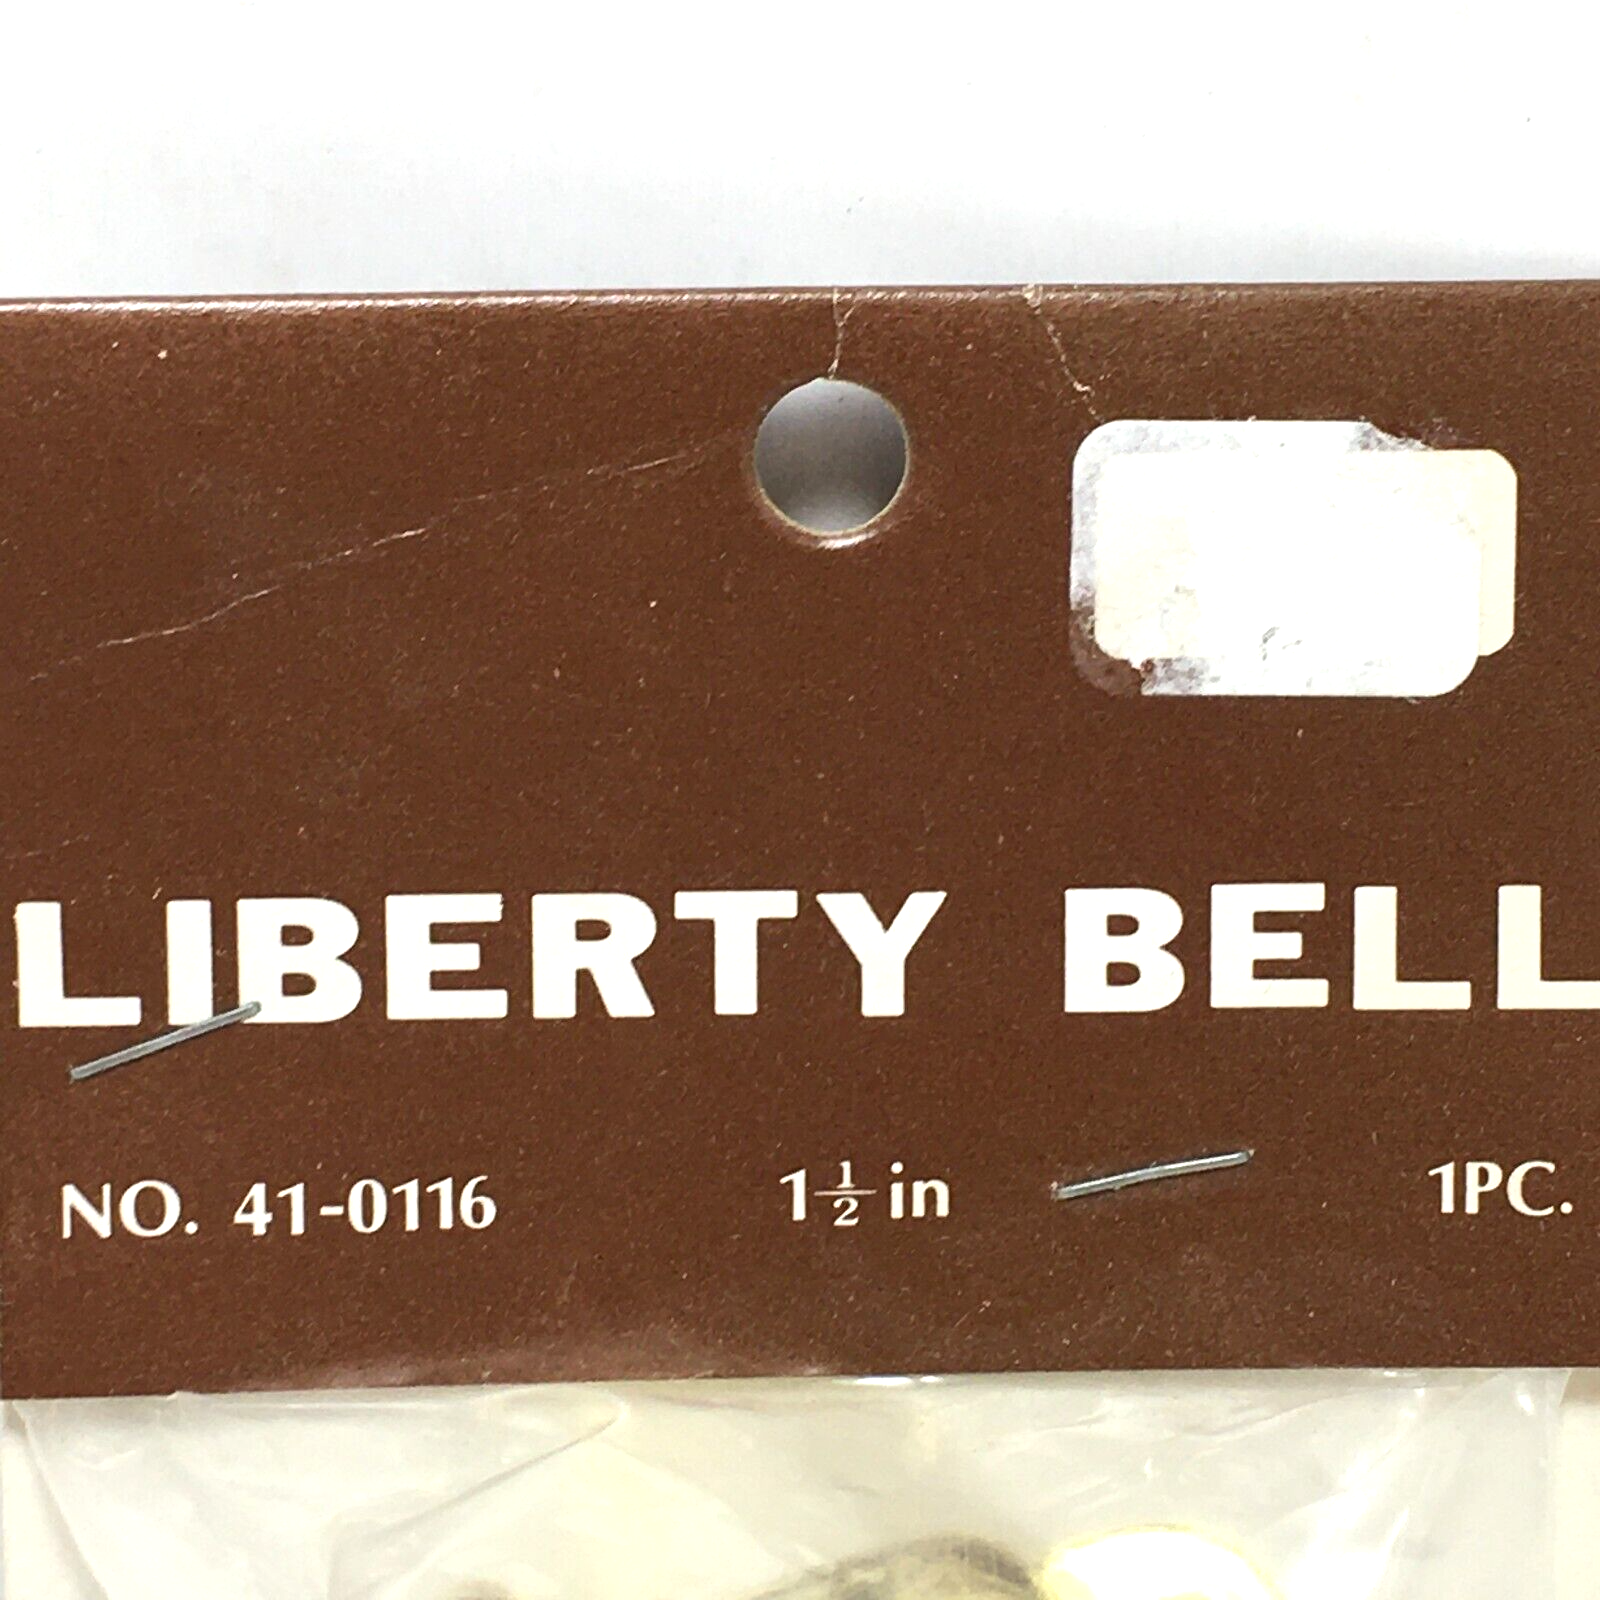 LIBERTY BELL
NO. 41-0116 1½ in 1PC.